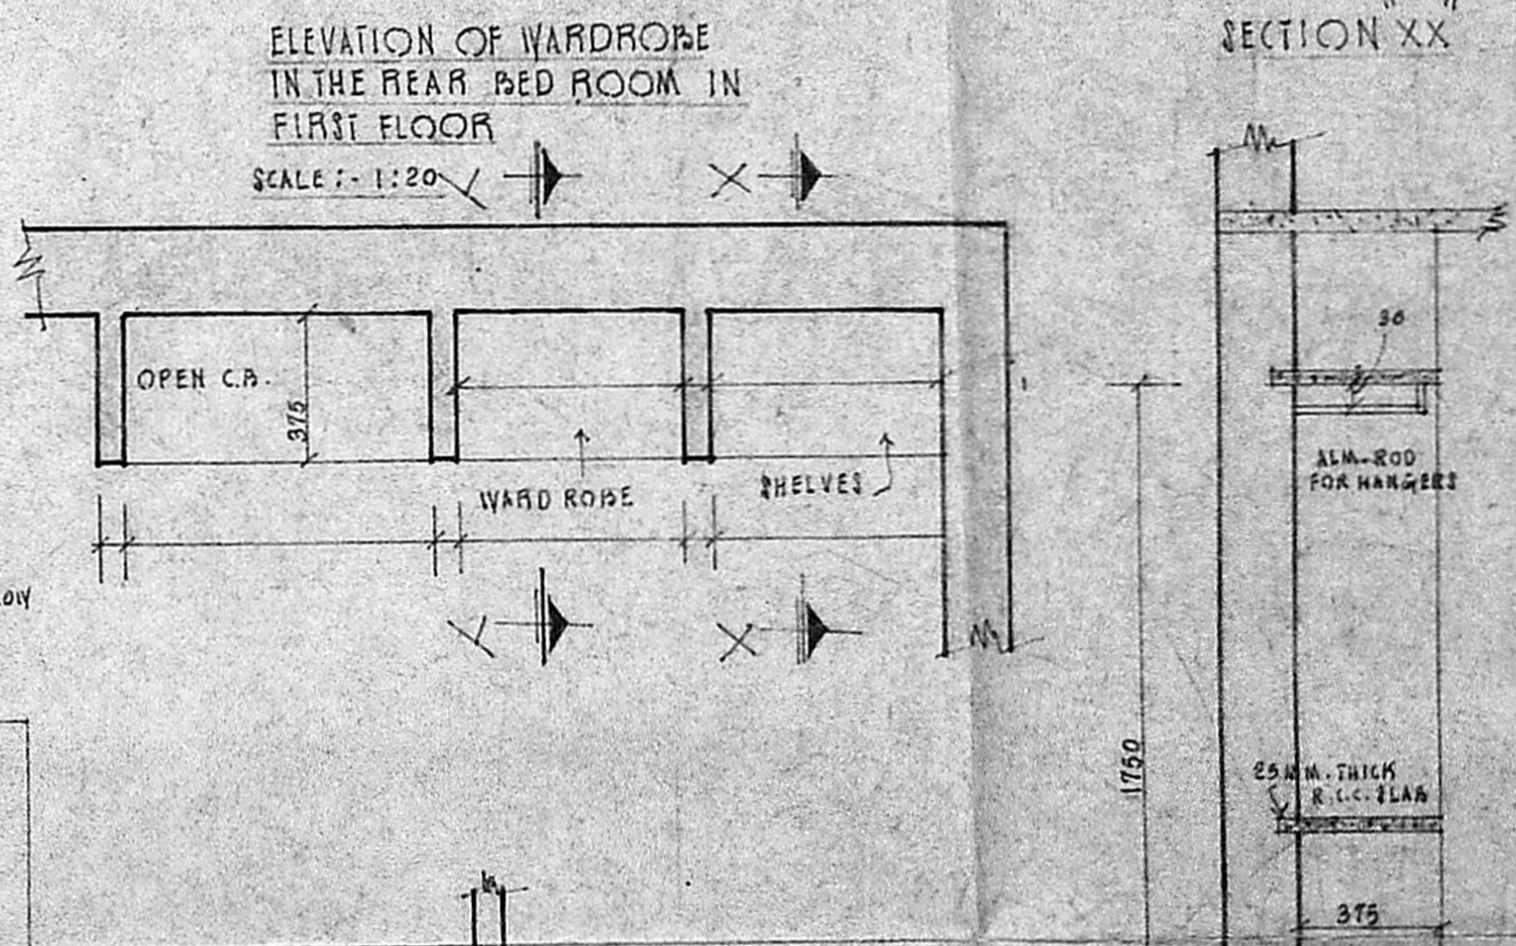 ELEVATION OF WARDROBE
IN THE REAR BED ROOM IN
FIRST FLOOR
SCALE :- 1:20
Y
X
OPEN C.B.
375
WARD ROBE
SHELVES
Y
X
SECTION XX
30
ALM. ROD
FOR HANGERS
1750
25 M M. THICK
R.C.C. SLAB
375